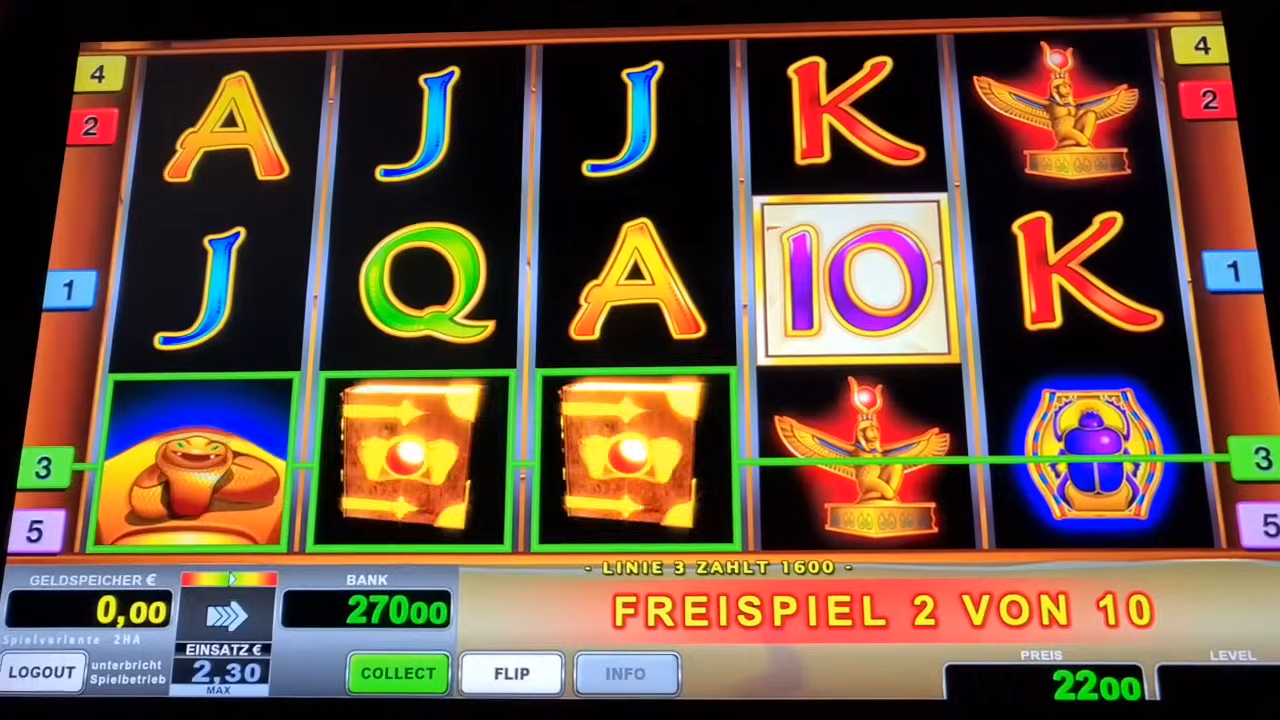 4 A J J K 4
2 2
1 J Q A 10 K 1
3 3
5 5
- LINIE 3 ZAHLT 1600 -
GELDSPEICHER € BANK
0,00 27000 FREISPIEL 2 VON 10
Spielvariante 2HA
EINSATZ €
LOGOUT unterbricht Spielbetrieb 2,30 COLLECT FLIP INFO PREIS LEVEL
MAX 2200